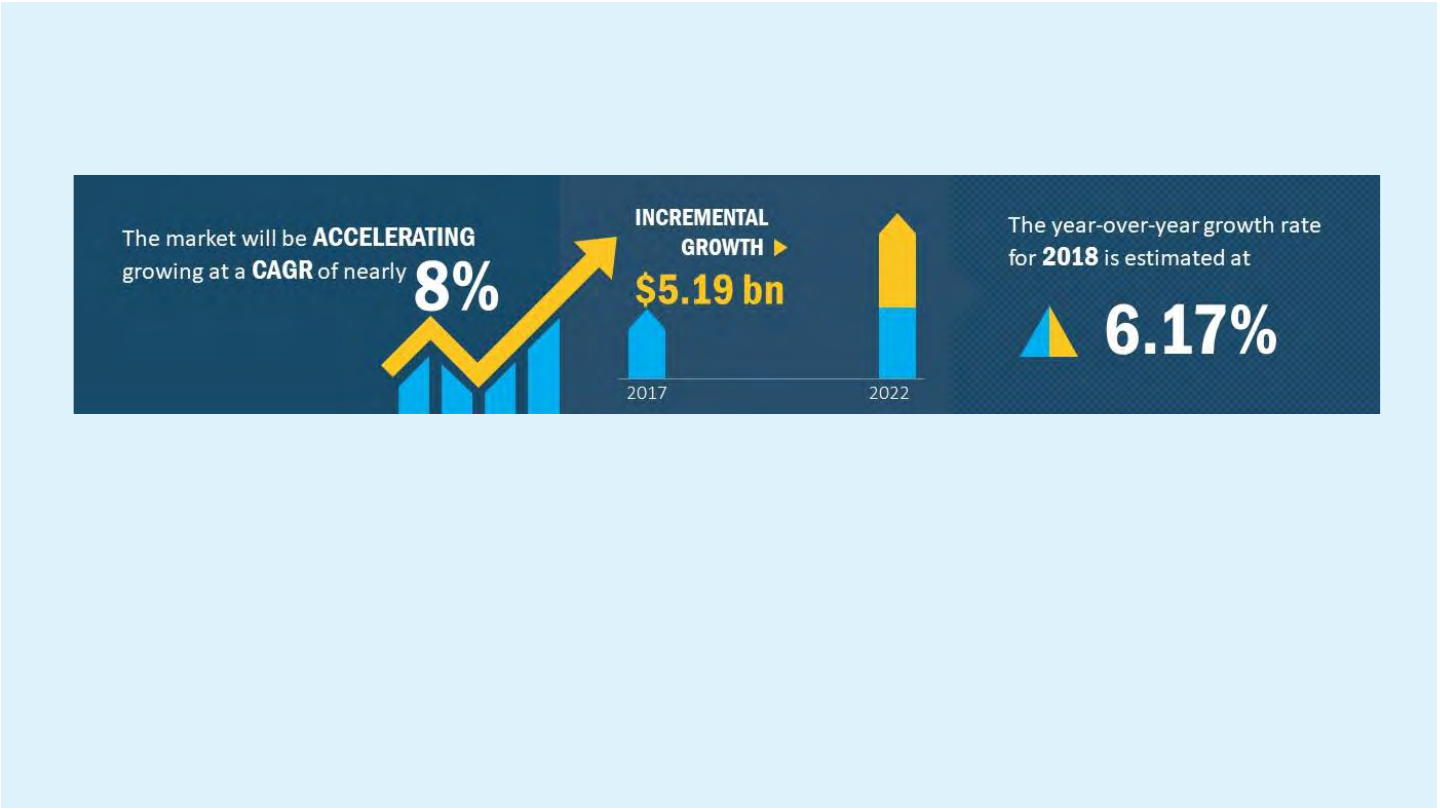 The market will be ACCELERATING
growing at a CAGR of nearly 8%
INCREMENTAL
GROWTH
$5.19 bn
2017
2022
The year-over-year growth rate
for 2018 is estimated at
6.17%